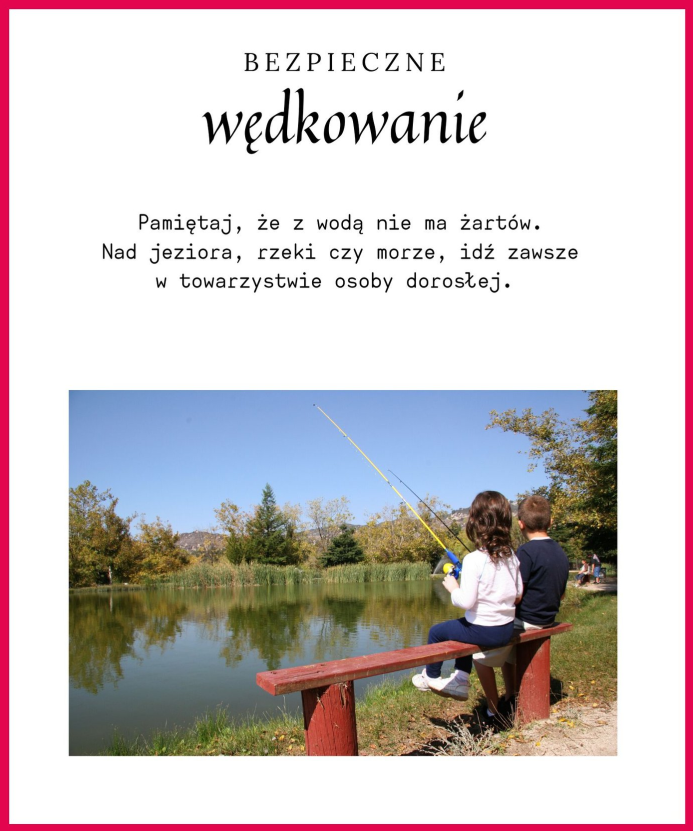 BEZPIECZNE
wędkowanie
Pamiętaj, że z wodą nie ma żartów.
Nad jeziora, rzeki czy morze, idź zawsze
w towarzystwie osoby dorosłej.